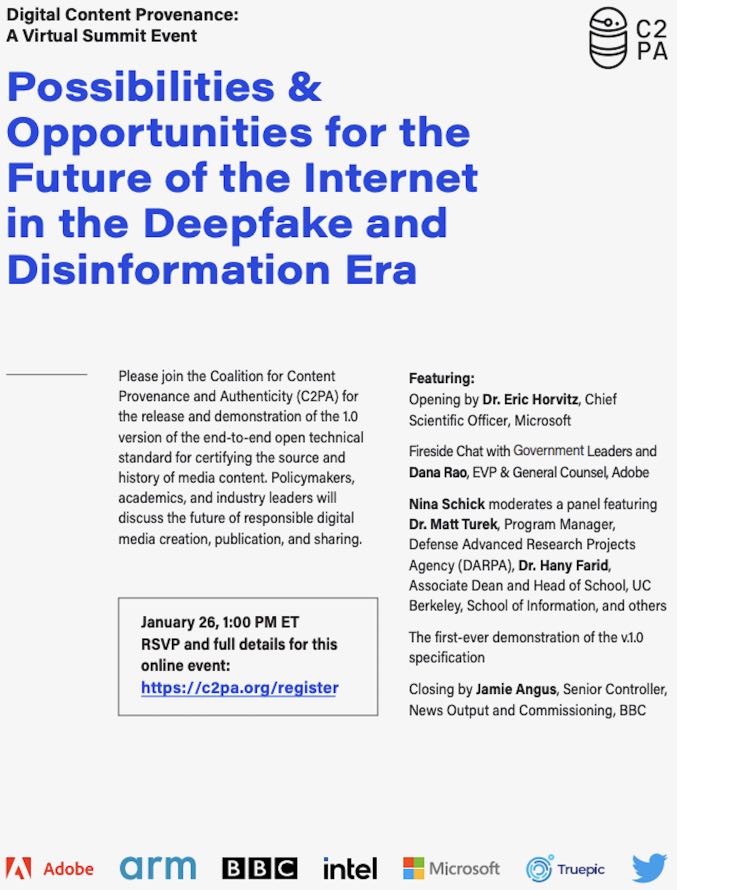 Digital Content Provenance:
A Virtual Summit Event
C2
PA
Possibilities &
Opportunities for the
Future of the Internet
in the Deepfake and
Disinformation Era
Please join the Coalition for Content
Provenance and Authenticity (C2PA) for
the release and demonstration of the 1.0
version of the end-to-end open technical
standard for certifying the source and
history of media content. Policymakers,
academics, and industry leaders will
discuss the future of responsible digital
media creation, publication, and sharing.
January 26, 1:00 PM ET
RSVP and full details for this
online event:
https://c2pa.org/register
Featuring:
Opening by Dr. Eric Horvitz, Chief
Scientific Officer, Microsoft
Fireside Chat with Government Leaders and
Dana Rao, EVP & General Counsel, Adobe
Nina Schick moderates a panel featuring
Dr. Matt Turek, Program Manager,
Defense Advanced Research Projects
Agency (DARPA), Dr. Hany Farid,
Associate Dean and Head of School, UC
Berkeley, School of Information, and others
The first-ever demonstration of the v.1.0
specification
Closing by Jamie Angus, Senior Controller,
News Output and Commissioning, BBC
Adobe arm BBC intel Microsoft Truepic